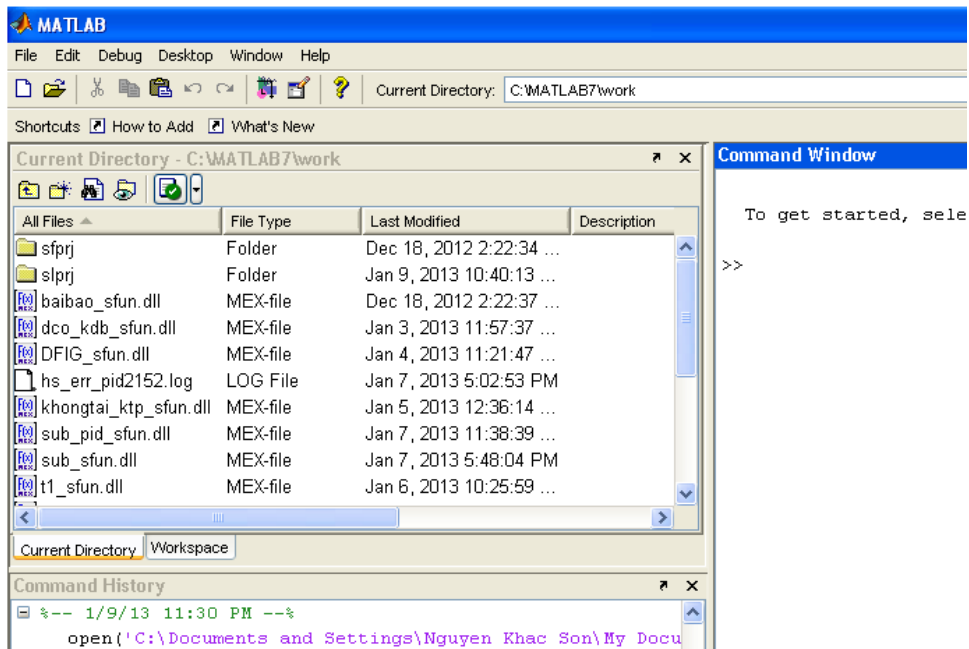 MATLAB
File Edit Debug Desktop Window Help
Current Directory: C:\MATLAB7\work
Shortcuts How to Add What's New
Current Directory - C:\MATLAB7\work
All Files File Type Last Modified Description
sfprj Folder Dec 18, 2012 2:22:34 ...
slprj Folder Jan 9, 2013 10:40:13 ...
baibao_sfun.dll MEX-file Dec 18, 2012 2:22:37 ...
dco_kdb_sfun.dll MEX-file Jan 3, 2013 11:57:37 ...
DFIG_sfun.dll MEX-file Jan 4, 2013 11:21:47 ...
hs_err_pid2152.log LOG File Jan 7, 2013 5:02:53 PM
khongtai_ktp_sfun.dll MEX-file Jan 5, 2013 12:36:14 ...
sub_pid_sfun.dll MEX-file Jan 7, 2013 11:38:39 ...
sub_sfun.dll MEX-file Jan 7, 2013 5:48:04 PM
t1_sfun.dll MEX-file Jan 6, 2013 10:25:59 ...
Current Directory Workspace
Command History
%-- 1/9/13 11:30 PM --%
open('C:\Documents and Settings\Nguyen Khac Son\My Docu
Command Window
To get started, sele
>>